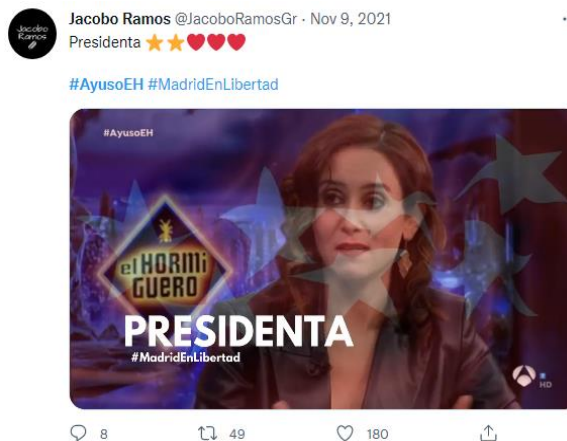 Jacobo Ramos @JacoboRamosGr · Nov 9, 2021
Jacobo
Ramos
Presidenta ⭐⭐❤❤❤
#AyusoEH #MadridEnLibertad
#AyusoEH
el HORMi
GUERO
PRESIDENTA
#MadridEnLibertad
HD
8 49 180